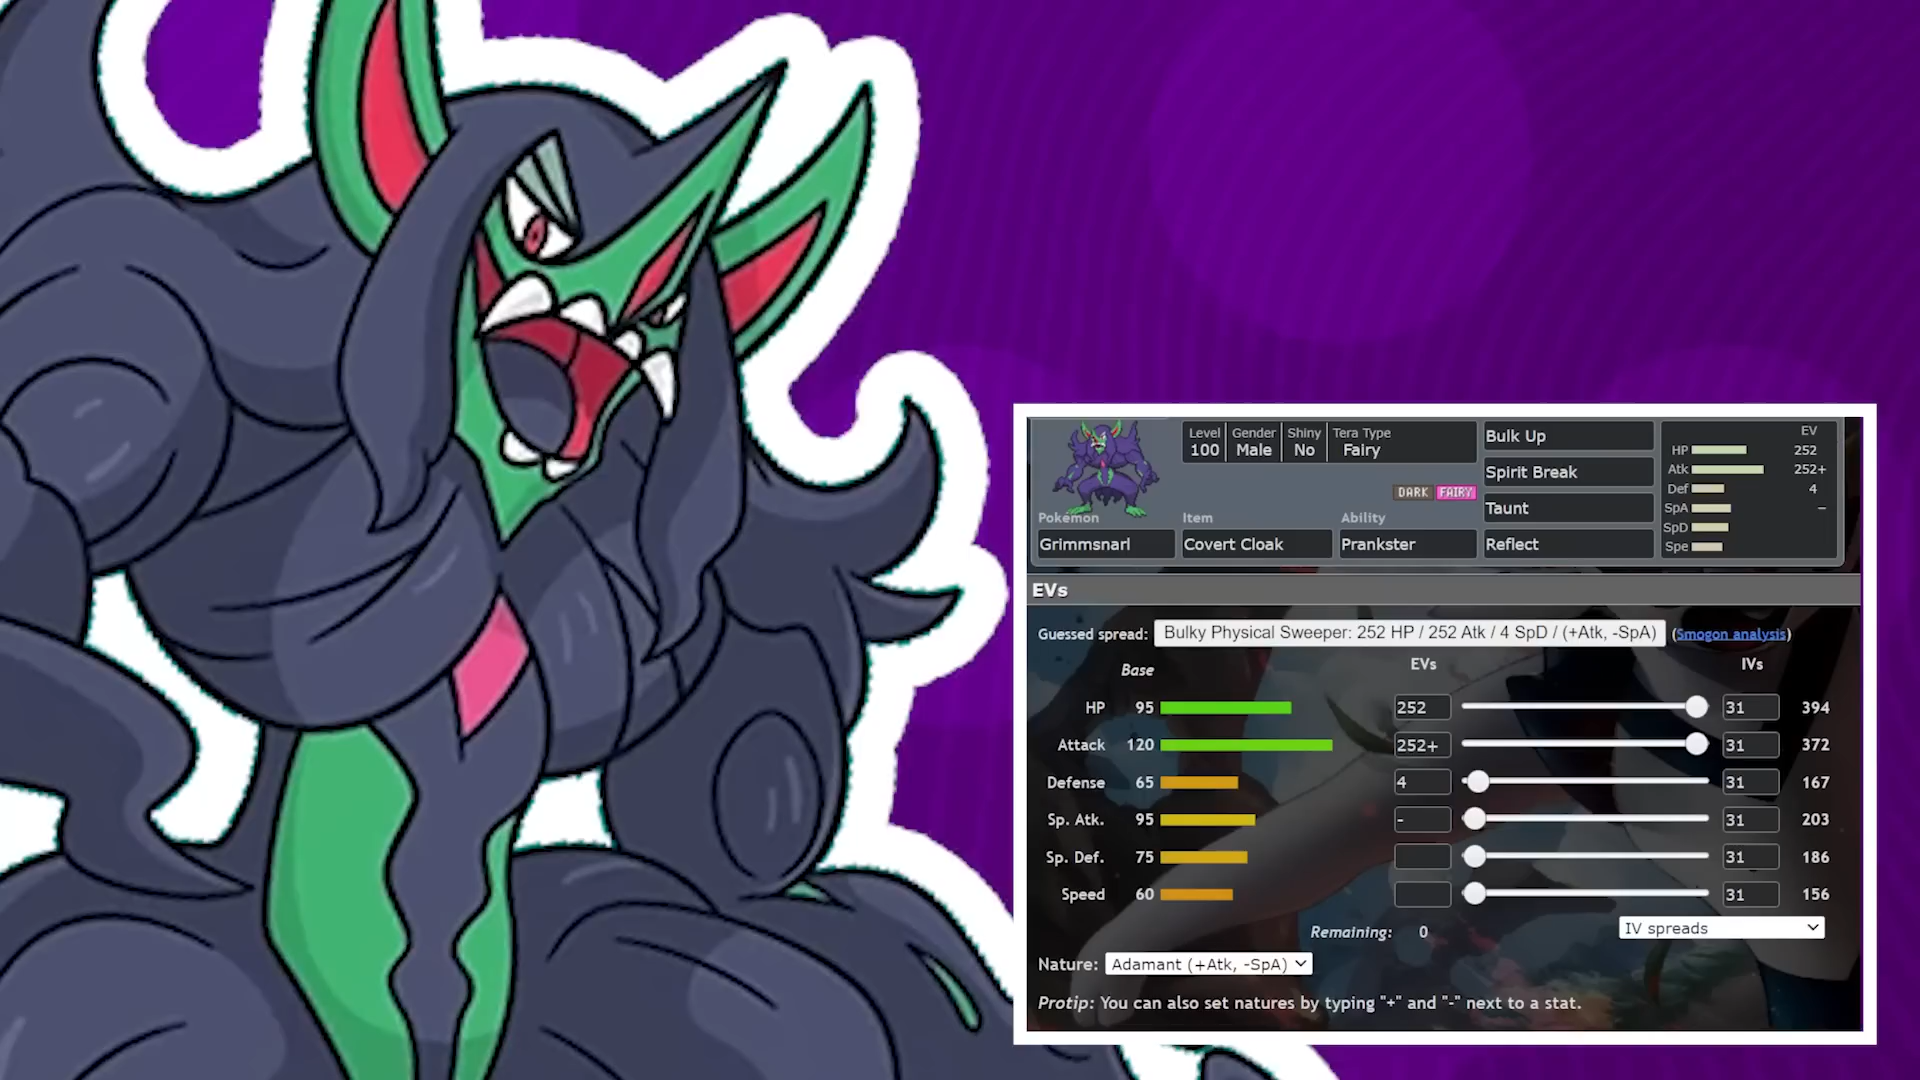 Level Gender Shiny Tera Type
100 Male No Fairy
DARK FAIRY
Pokémon Item Ability
Grimmsnarl Covert Cloak Prankster
Bulk Up
Spirit Break
Taunt
Reflect
EV
HP 252
Atk 252+
Def 4
SpA −
SpD
Spe
EVs
Guessed spread: Bulky Physical Sweeper: 252 HP / 252 Atk / 4 SpD / (+Atk, -SpA) (Smogon analysis)
Base EVs IVs
HP 95 252 31 394
Attack 120 252+ 31 372
Defense 65 4 31 167
Sp. Atk. 95 - 31 203
Sp. Def. 75 31 186
Speed 60 31 156
Remaining: 0 IV spreads
Nature: Adamant (+Atk, -SpA)
Protip: You can also set natures by typing "+" and "-" next to a stat.